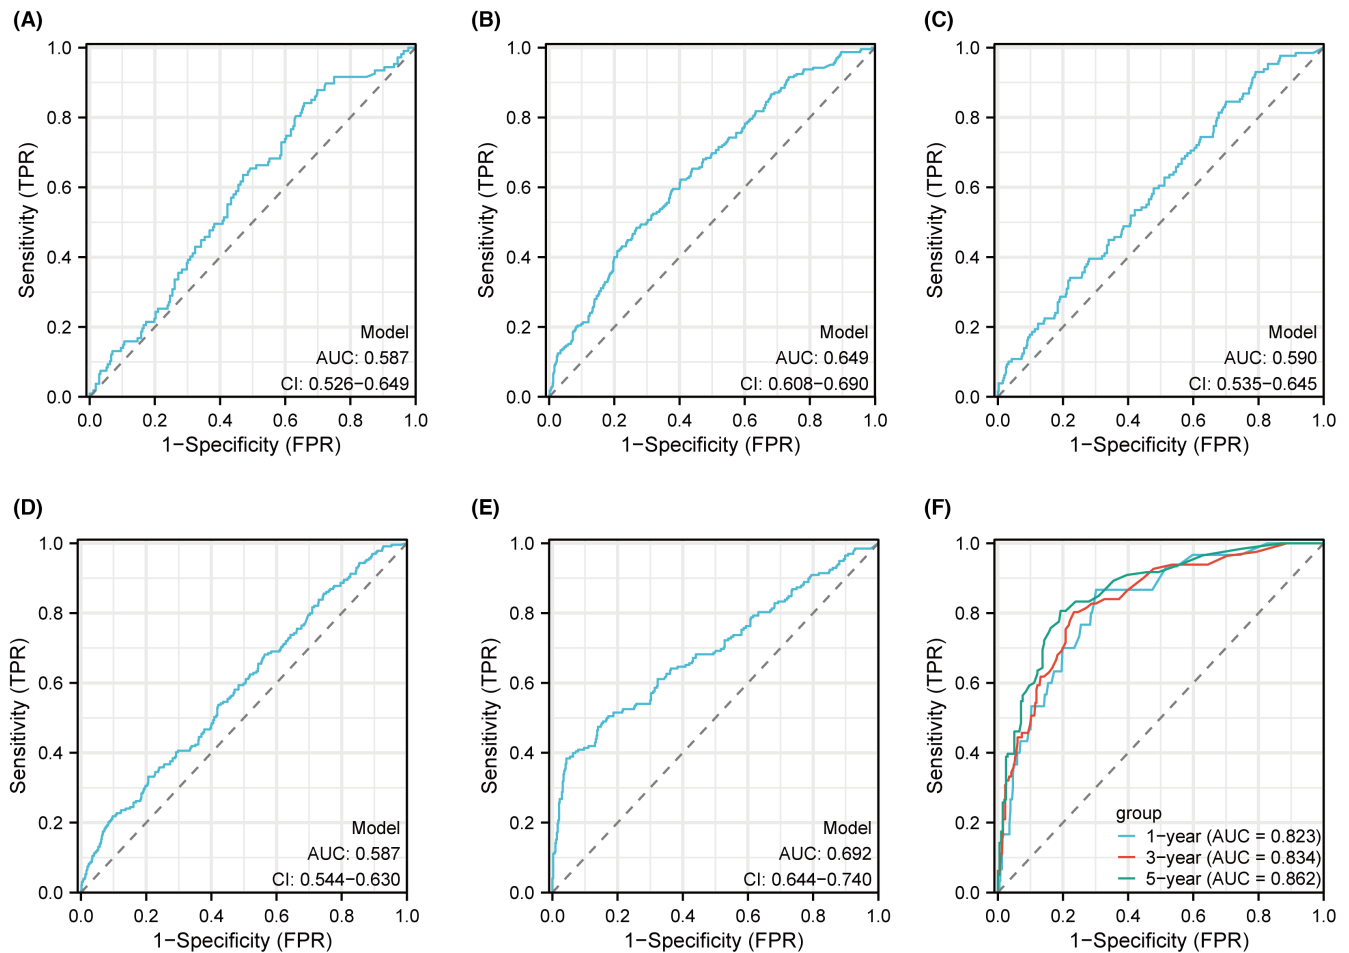 (A)
1.0
0.8
0.6
0.4
0.2
0.0
Sensitivity (TPR)
Model
AUC: 0.587
CI: 0.526−0.649
0.0 0.2 0.4 0.6 0.8 1.0
1−Specificity (FPR)
(B)
1.0
0.8
0.6
0.4
0.2
0.0
Sensitivity (TPR)
Model
AUC: 0.649
CI: 0.608−0.690
0.0 0.2 0.4 0.6 0.8 1.0
1−Specificity (FPR)
(C)
1.0
0.8
0.6
0.4
0.2
0.0
Sensitivity (TPR)
Model
AUC: 0.590
CI: 0.535−0.645
0.0 0.2 0.4 0.6 0.8 1.0
1−Specificity (FPR)
(D)
1.0
0.8
0.6
0.4
0.2
0.0
Sensitivity (TPR)
Model
AUC: 0.587
CI: 0.544−0.630
0.0 0.2 0.4 0.6 0.8 1.0
1−Specificity (FPR)
(E)
1.0
0.8
0.6
0.4
0.2
0.0
Sensitivity (TPR)
Model
AUC: 0.692
CI: 0.644−0.740
0.0 0.2 0.4 0.6 0.8 1.0
1−Specificity (FPR)
(F)
1.0
0.8
0.6
0.4
0.2
0.0
Sensitivity (TPR)
group
1−year (AUC = 0.823)
3−year (AUC = 0.834)
5−year (AUC = 0.862)
0.0 0.2 0.4 0.6 0.8 1.0
1−Specificity (FPR)